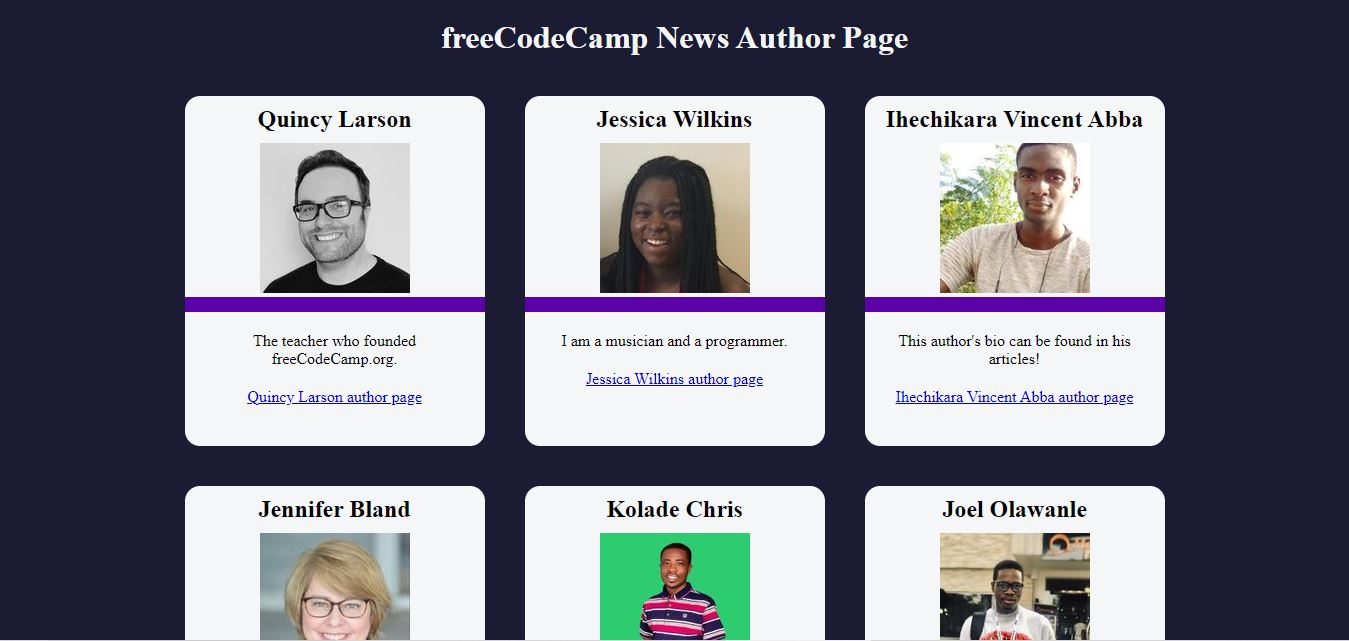 freeCodeCamp News Author Page
Quincy Larson
Jessica Wilkins
Ihechikara Vincent Abba
The teacher who founded
freeCodeCamp.org.
Quincy Larson author page
I am a musician and a programmer.
Jessica Wilkins author page
This author's bio can be found in his
articles!
Ihechikara Vincent Abba author page
Jennifer Bland
Kolade Chris
Joel Olawanle